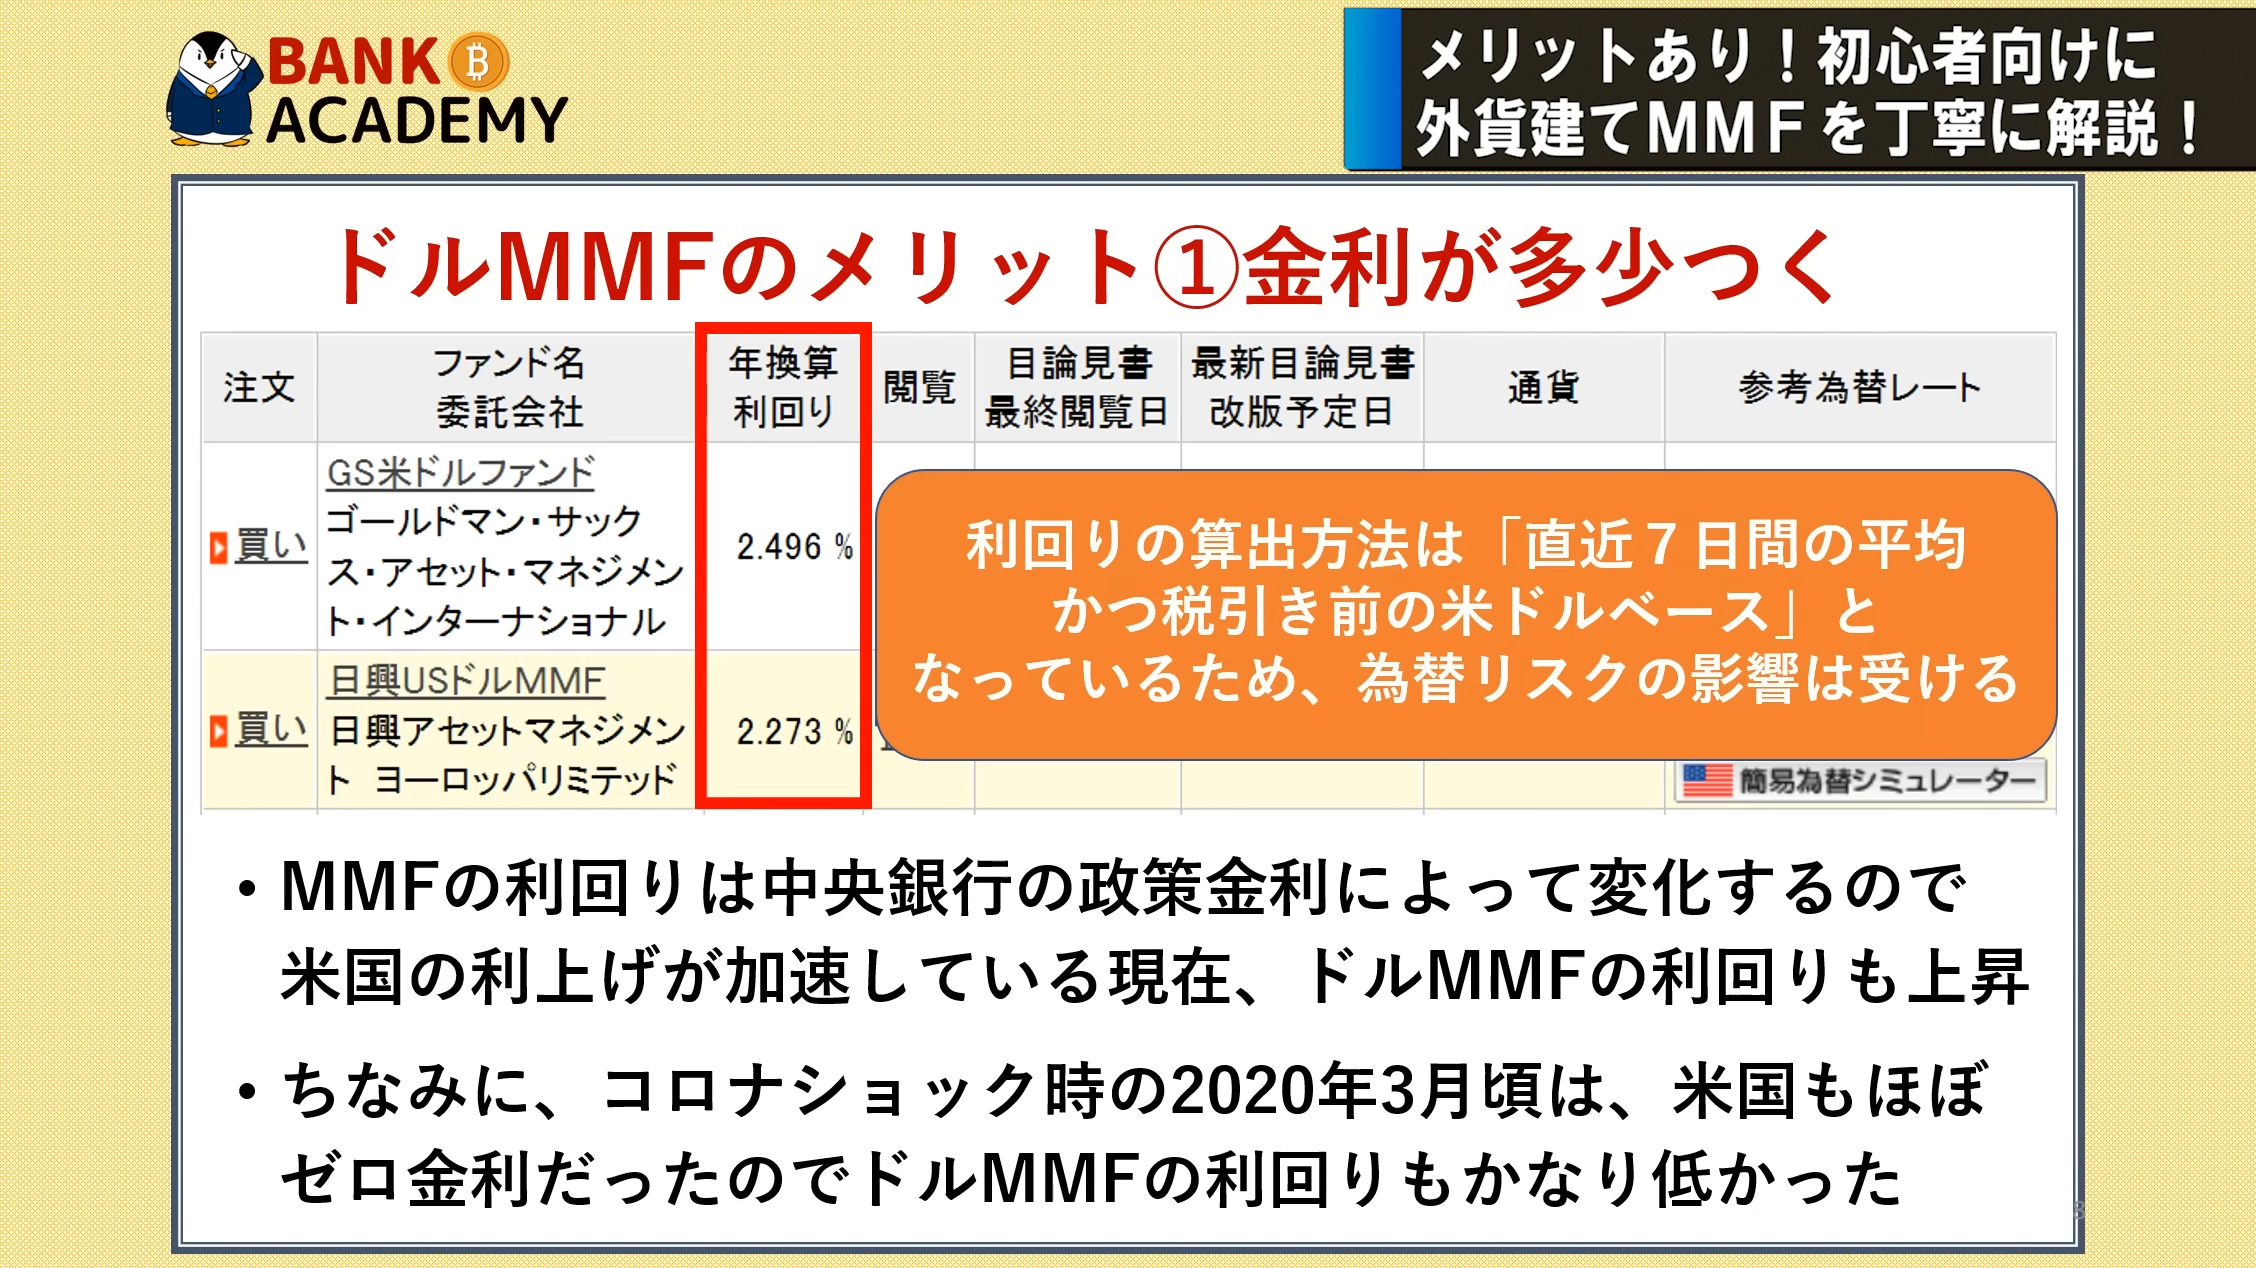 BANK
ACADEMY
メリットあり！初心者向けに
外貨建てＭＭＦを丁寧に解説！
ドルMMFのメリット①金利が多少つく
注文
ファンド名
委託会社
年換算
利回り
閲覧
目論見書
最終閲覧日
最新目論見書
改版予定日
通貨
参考為替レート
買い
GS米ドルファンド
ゴールドマン・サック
ス・アセット・マネジメン
ト・インターナショナル
2.496 %
買い
日興USドルMMF
日興アセットマネジメン
ト ヨーロッパリミテッド
2.273 %
利回りの算出方法は「直近７日間の平均
かつ税引き前の米ドルベース」と
なっているため、為替リスクの影響は受ける
簡易為替シミュレーター
・MMFの利回りは中央銀行の政策金利によって変化するので
米国の利上げが加速している現在、ドルMMFの利回りも上昇
・ちなみに、コロナショック時の2020年3月頃は、米国もほぼ
ゼロ金利だったのでドルMMFの利回りもかなり低かった
8